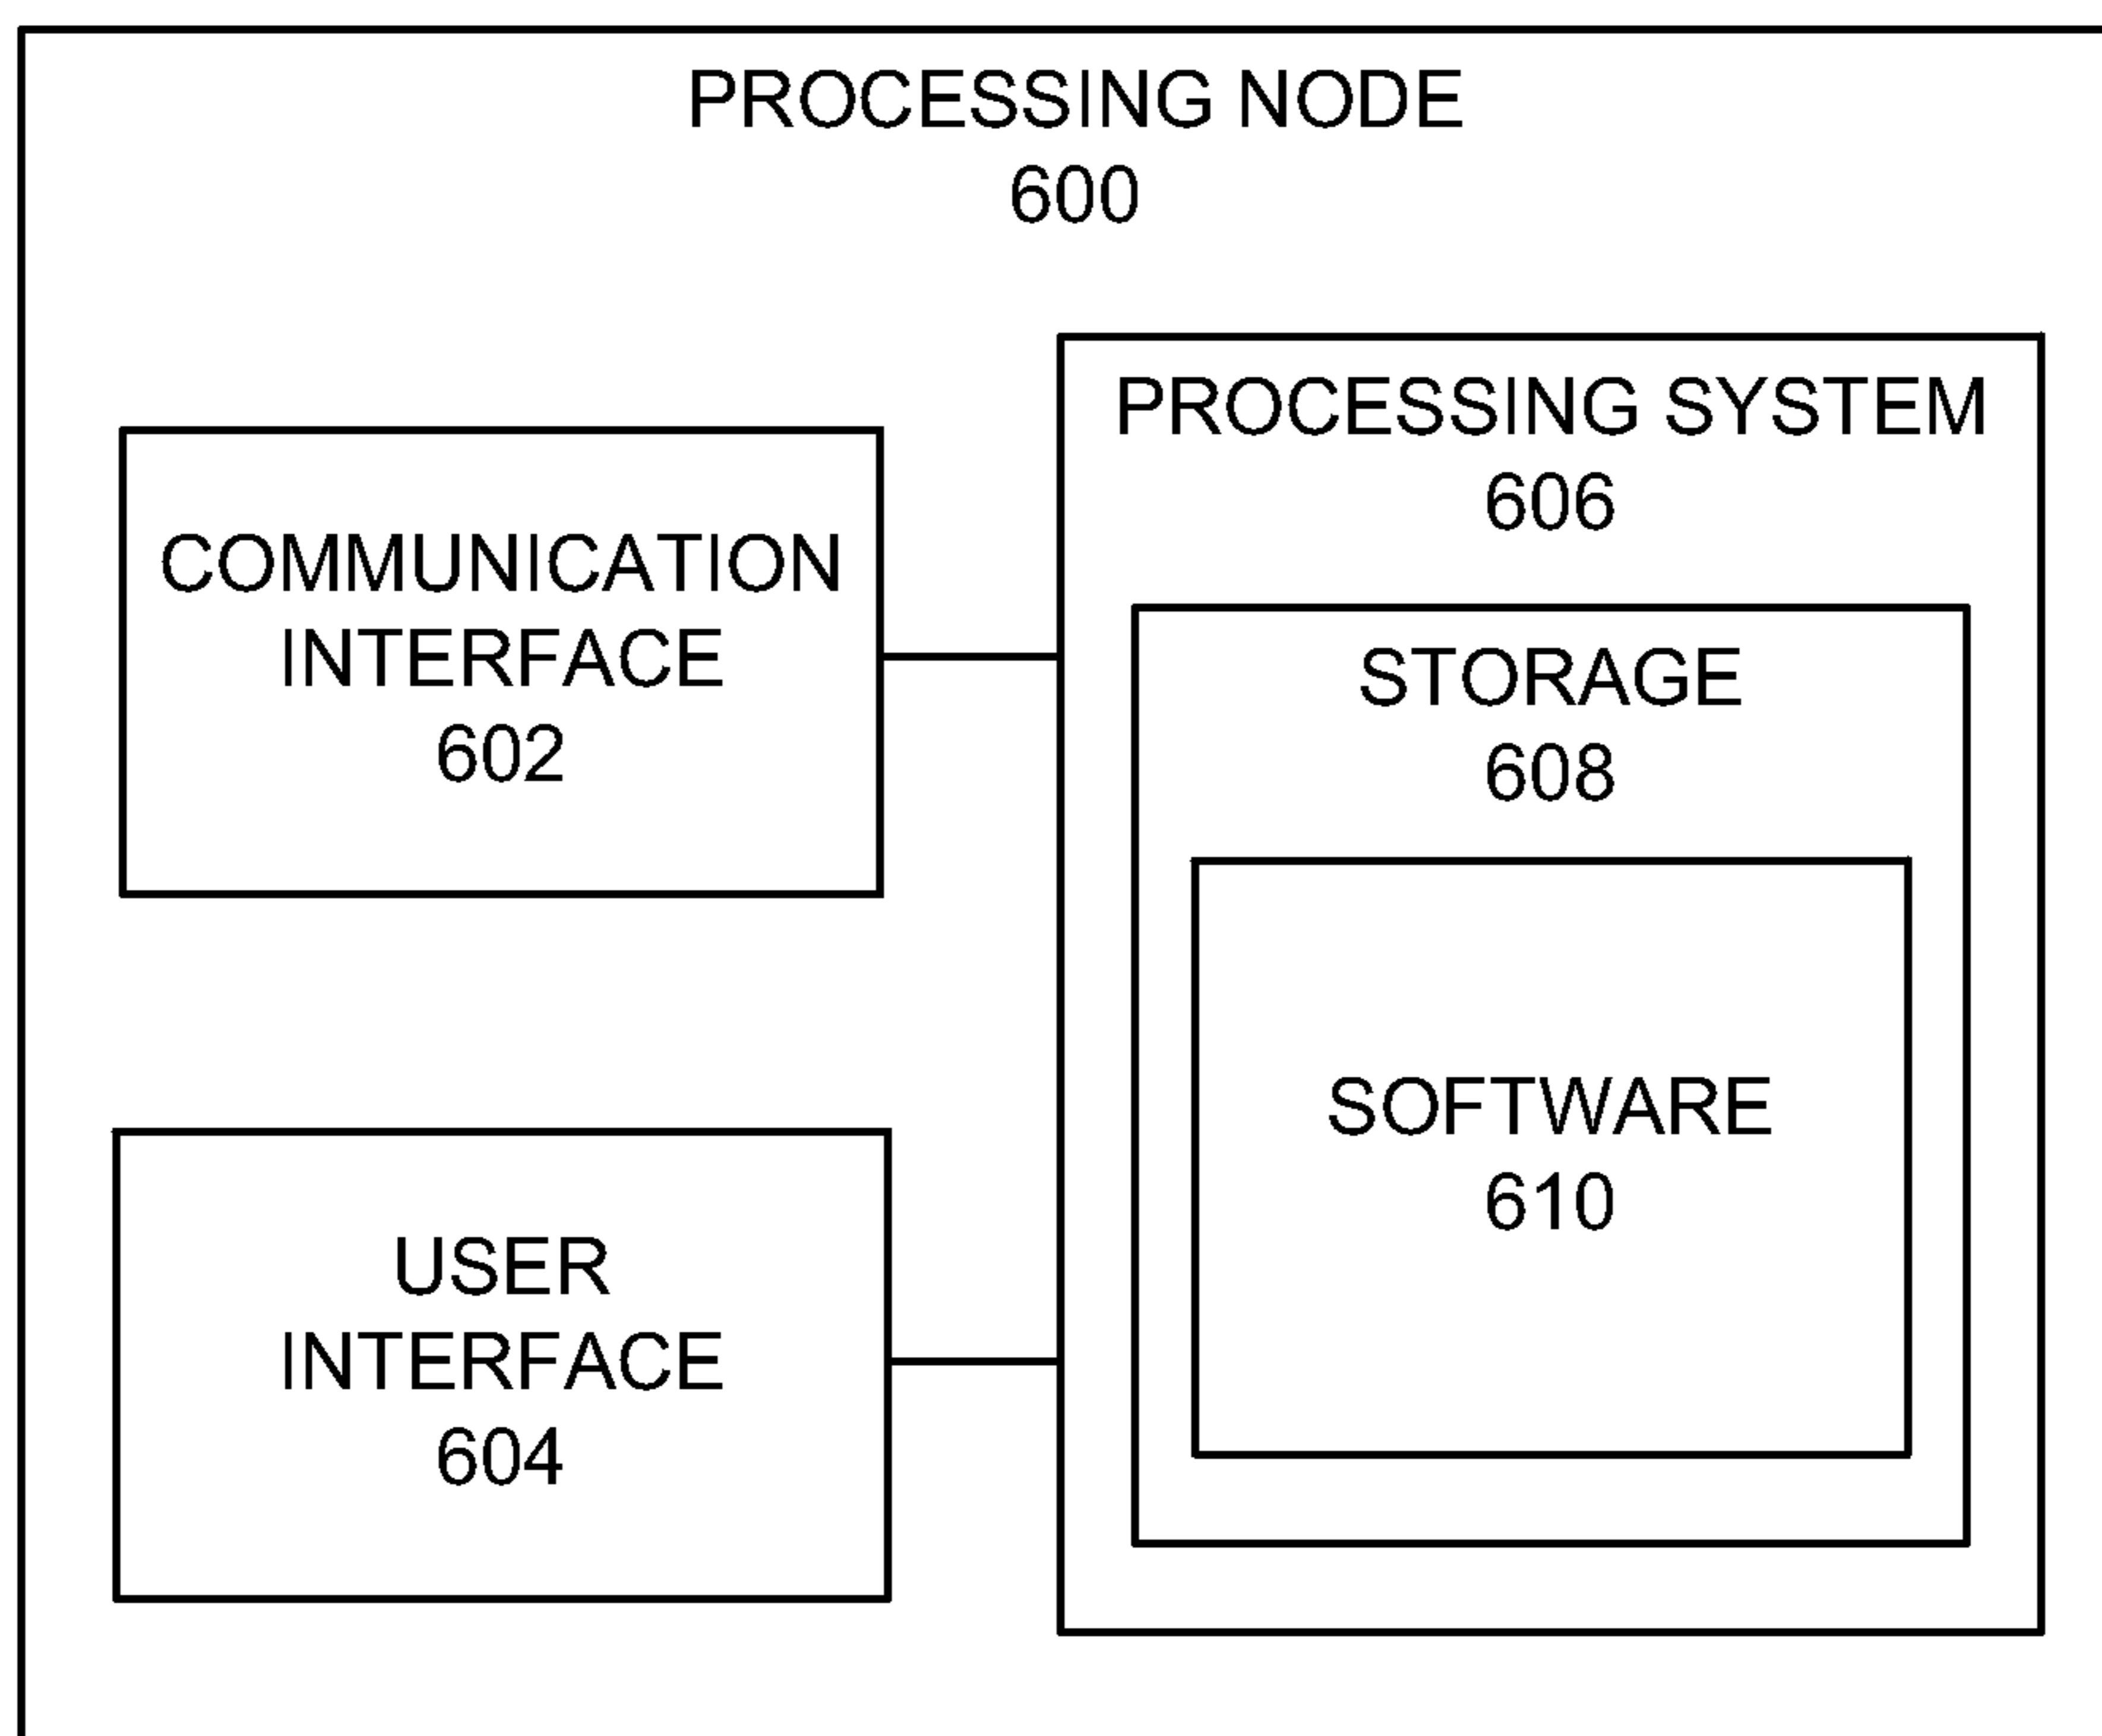 PROCESSING NODE
600
COMMUNICATION
INTERFACE
602
USER
INTERFACE
604
PROCESSING SYSTEM
606
STORAGE
608
SOFTWARE
610